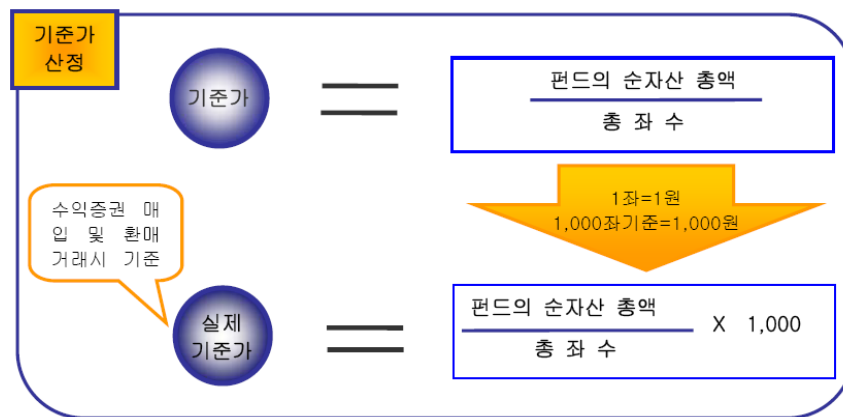 기준가
산정
기준가
펀드의 순자산 총액
총 좌 수
1좌=1원
1,000좌기준=1,000원
수익증권 매
입 및 환매
거래시 기준
실제
기준가
펀드의 순자산 총액
총 좌 수
X 1,000